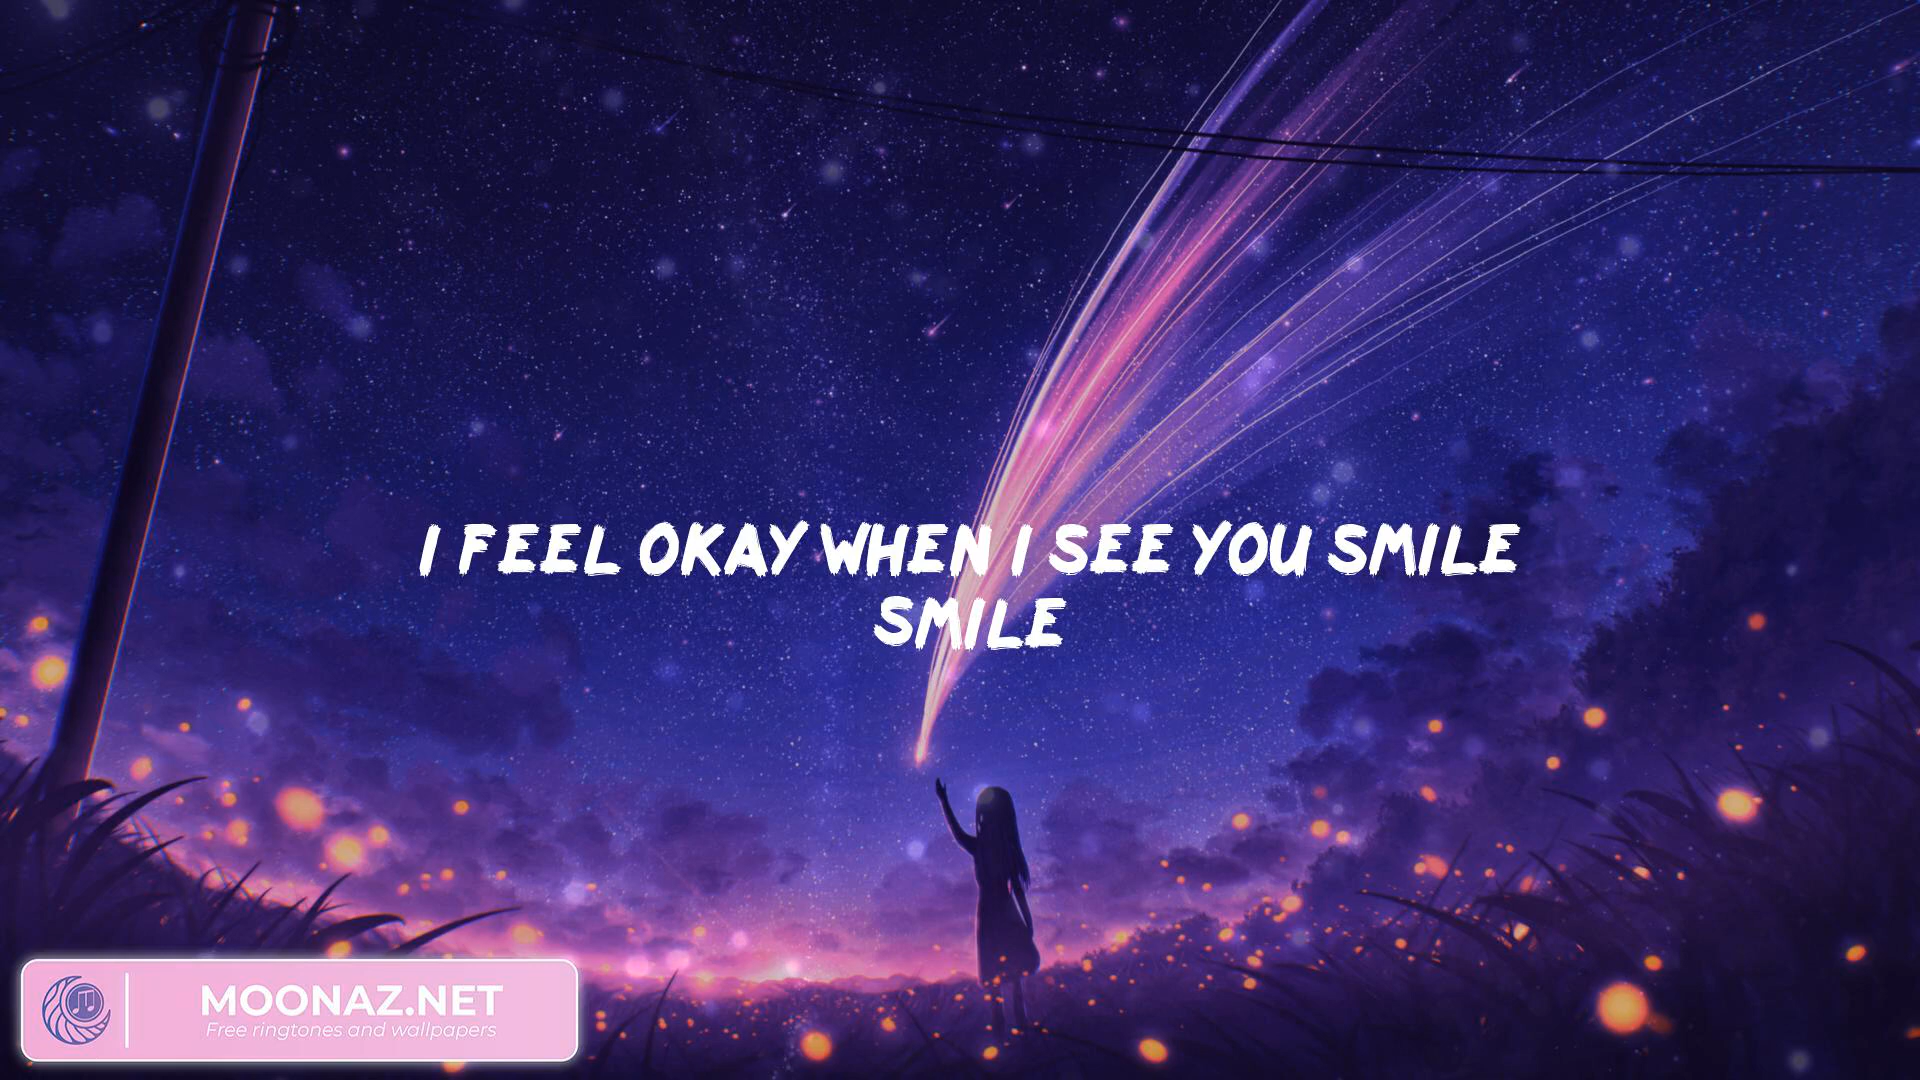 I FEEL OKAY WHEN I SEE YOU SMILE
SMILE
MOONAZ.NET
Free ringtones and wallpapers